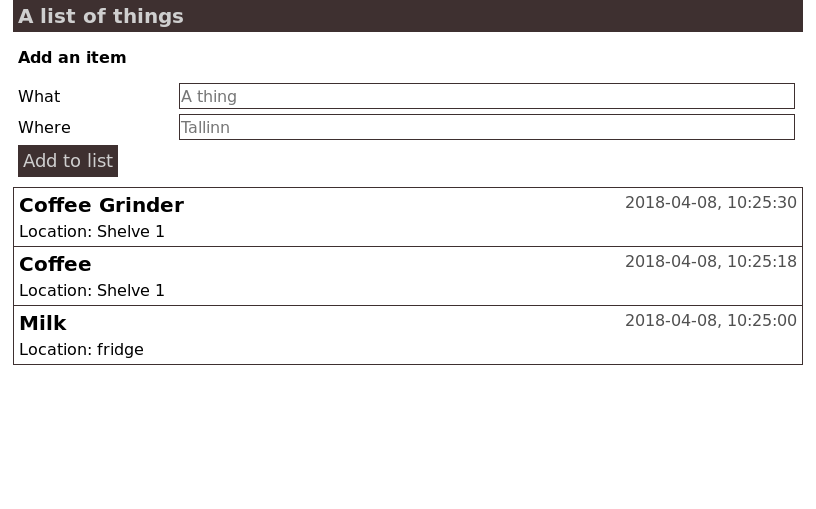 A list of things
Add an item
What A thing
Where Tallinn
Add to list
Coffee Grinder 2018-04-08, 10:25:30
Location: Shelve 1
Coffee 2018-04-08, 10:25:18
Location: Shelve 1
Milk 2018-04-08, 10:25:00
Location: fridge